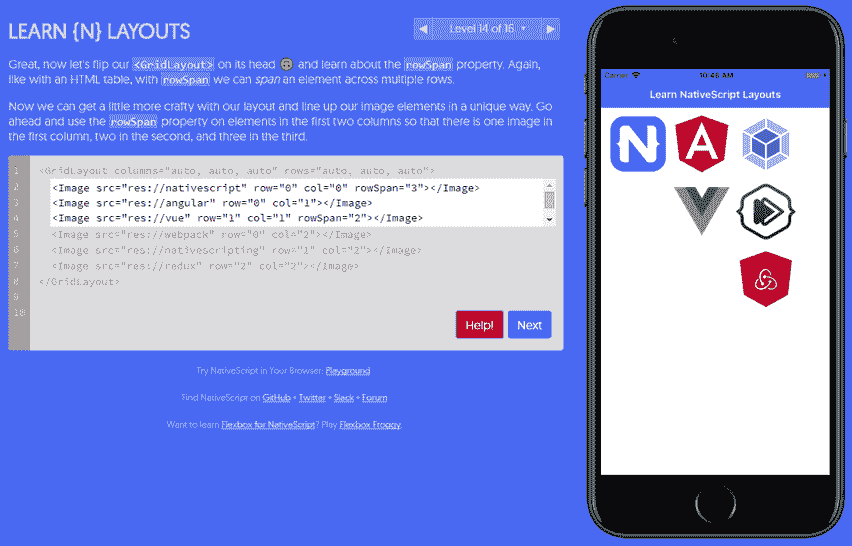 LEARN {N} LAYOUTS
◀ Level 14 of 16 ▾ ▶
Great, now let's flip our <GridLayout> on its head 🙃 and learn about the rowSpan property. Again,
like with an HTML table, with rowSpan we can span an element across multiple rows.
Now we can get a little more crafty with our layout and line up our image elements in a unique way. Go
ahead and use the rowSpan property on elements in the first two columns so that there is one image in
the first column, two in the second, and three in the third.
1 <GridLayout columns="auto, auto, auto" rows="auto, auto, auto">
2 <Image src="res://nativescript" row="0" col="0" rowSpan="3"></Image>
3 <Image src="res://angular" row="0" col="1"></Image>
4 <Image src="res://vue" row="1" col="1" rowSpan="2"></Image>
5 <Image src="res://webpack" row="0" col="2"></Image>
6 <Image src="res://nativescripting" row="1" col="2"></Image>
7 <Image src="res://redux" row="2" col="2"></Image>
8 </GridLayout>
9
10
Help! Next
Try NativeScript in Your Browser: Playground
Find NativeScript on GitHub • Twitter • Slack • Forum
Want to learn Flexbox for NativeScript? Play Flexbox Froggy.
Carrier
Learn NativeScript Layouts